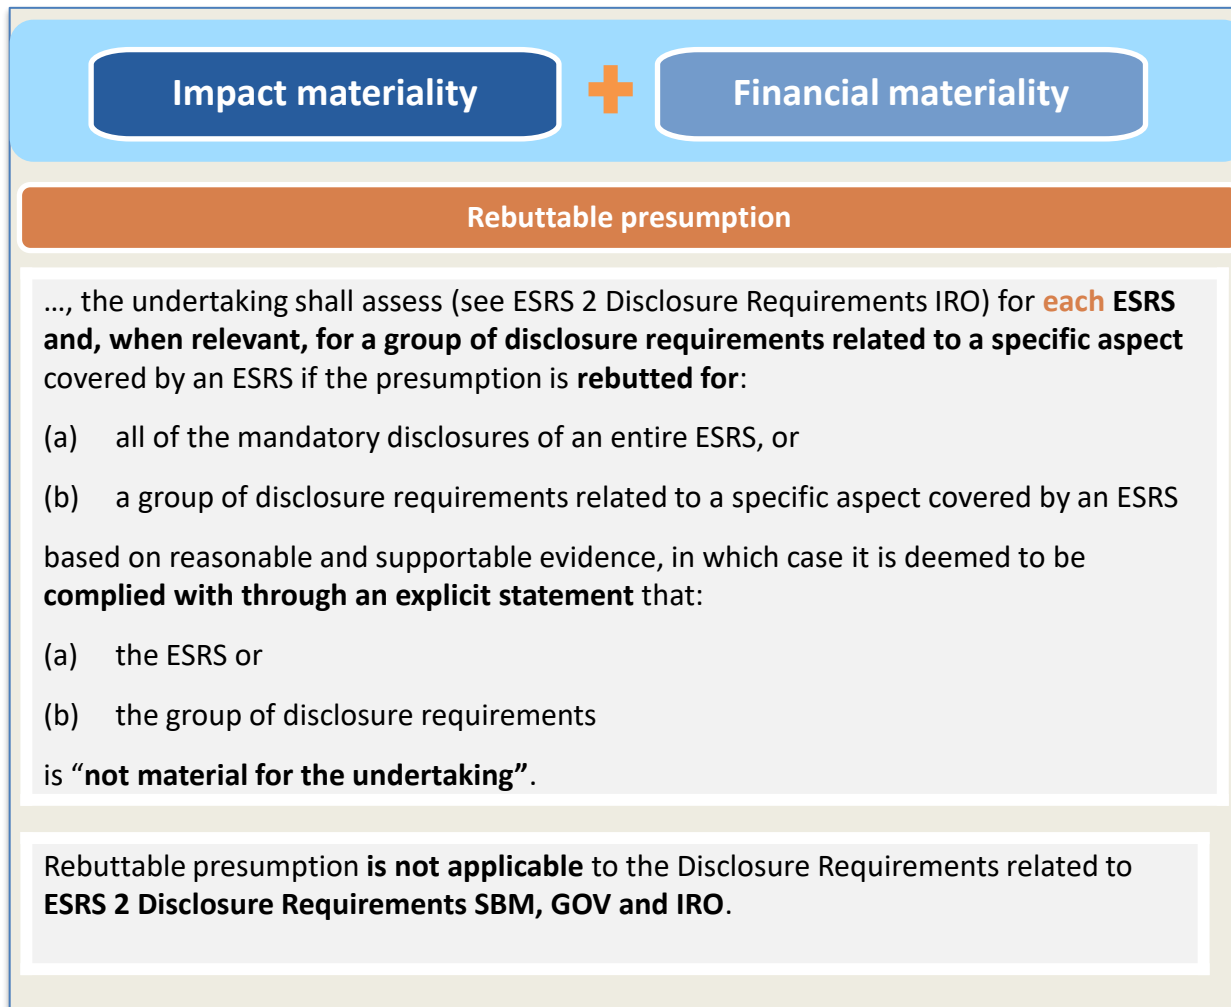 Impact materiality + Financial materiality
Rebuttable presumption
…, the undertaking shall assess (see ESRS 2 Disclosure Requirements IRO) for each ESRS
and, when relevant, for a group of disclosure requirements related to a specific aspect
covered by an ESRS if the presumption is rebutted for:
(a) all of the mandatory disclosures of an entire ESRS, or
(b) a group of disclosure requirements related to a specific aspect covered by an ESRS
based on reasonable and supportable evidence, in which case it is deemed to be
complied with through an explicit statement that:
(a) the ESRS or
(b) the group of disclosure requirements
is “not material for the undertaking”.
Rebuttable presumption is not applicable to the Disclosure Requirements related to
ESRS 2 Disclosure Requirements SBM, GOV and IRO.